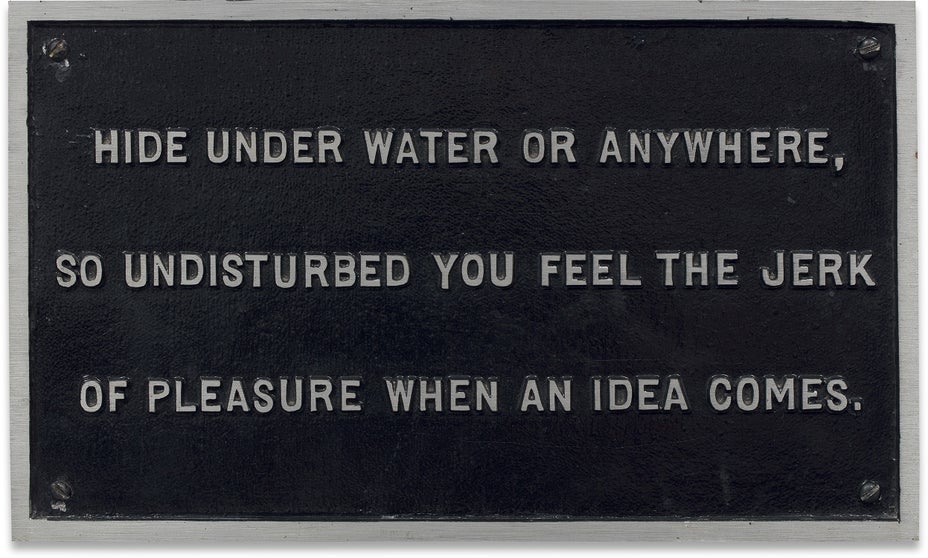 HIDE UNDER WATER OR ANYWHERE,
SO UNDISTURBED YOU FEEL THE JERK
OF PLEASURE WHEN AN IDEA COMES.